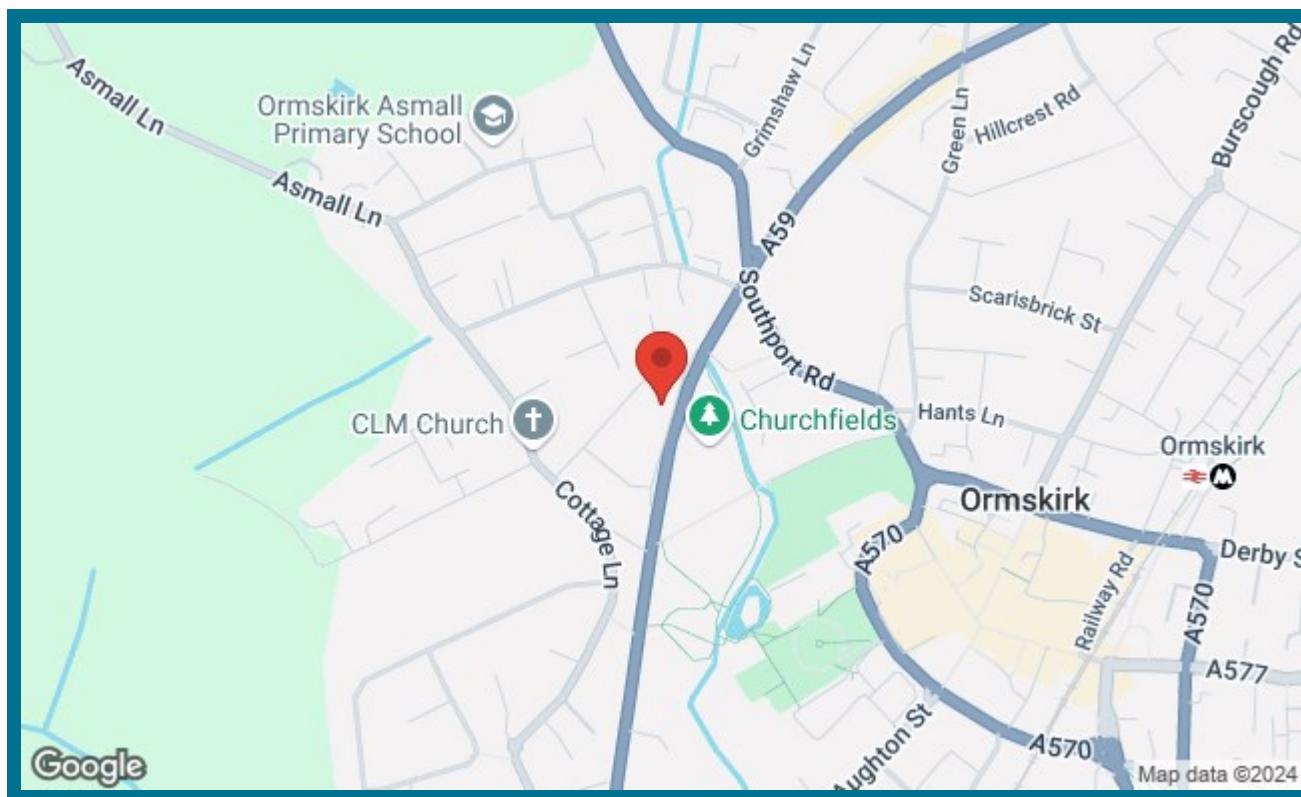 Asmall Ln
Ormskirk Asmall
Primary School
Asmall Ln
Grimshaw Ln
Green Ln
Hillcrest Rd
Burscough Rd
A59
Southport Rd
Scarisbrick St
CLM Church
Churchfields
Hants Ln
Ormskirk
Ormskirk
Cottage Ln
A570
Derby S
Railway Rd
A570
A577
Aughton St
A570
Google
Map data ©2024